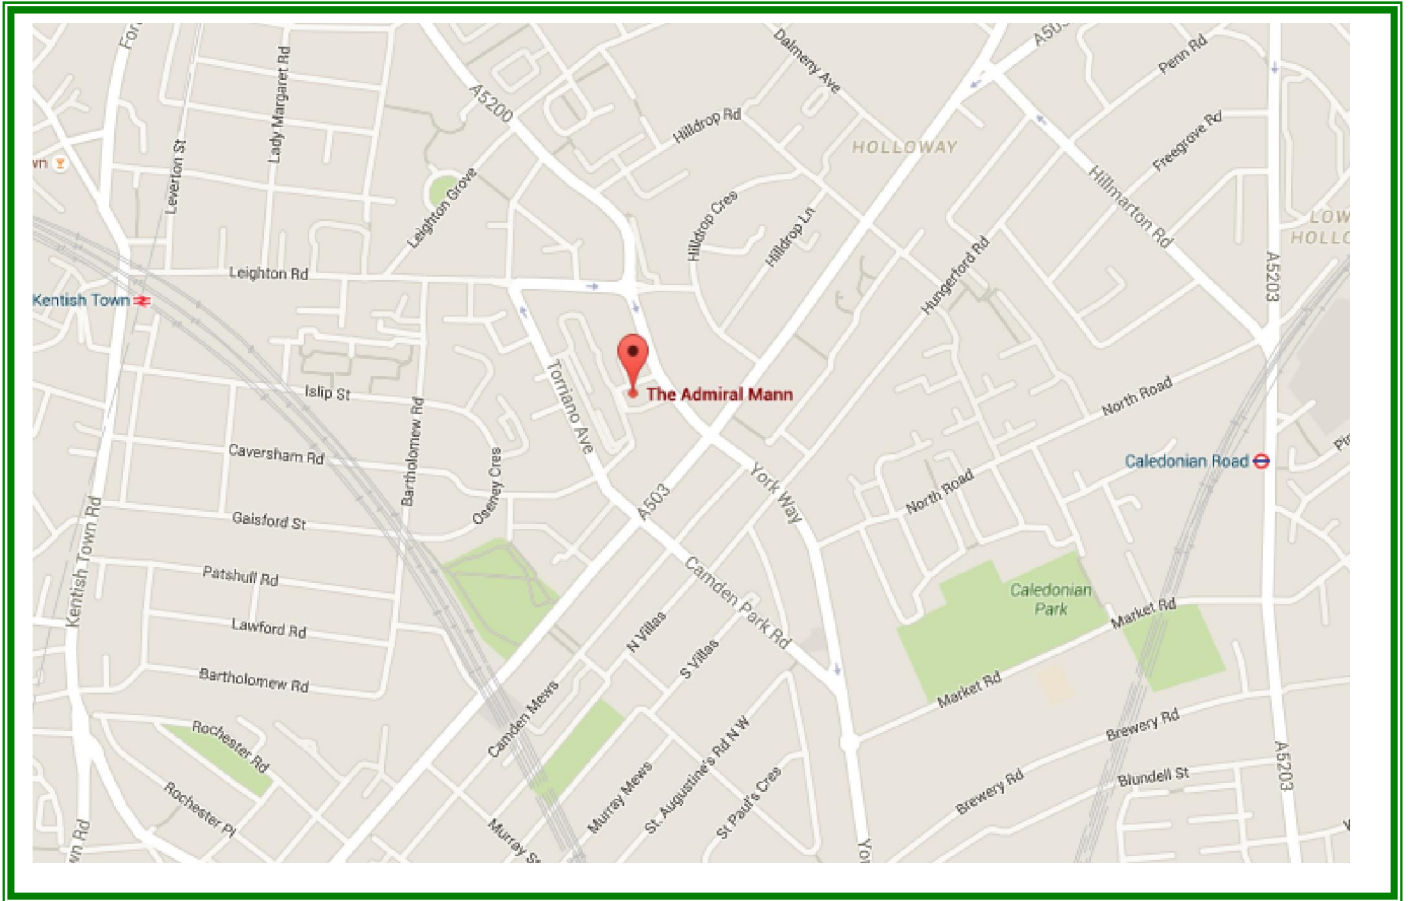 A503
Penn Rd
Dalmeny Ave
Lady Margaret Rd
A5200
Hilldrop Rd
HOLLOWAY
Freegrove Rd
Leverton St
Leighton Grove
Hillmarton Rd
Hilldrop Cres
Hilldrop Ln
Hungerford Rd
A5203
Leighton Rd
Kentish Town
The Admiral Mann
Islip St
Torriano Ave
North Road
Bartholomew Rd
Caversham Rd
Oseney Cres
Caledonian Road
North Road
York Way
A503
Gaisford St
Kentish Town Rd
Patshull Rd
Camden Park Rd
Caledonian
Park
Market Rd
Lawford Rd
N Villas
S Villas
Bartholomew Rd
Market Rd
Camden Mews
Rochester Rd
Brewery Rd
A5203
St. Augustine's Rd N W
Murray Mews
St Paul's Cres
Brewery Rd
Blundell St
Rochester Pl
Murray St